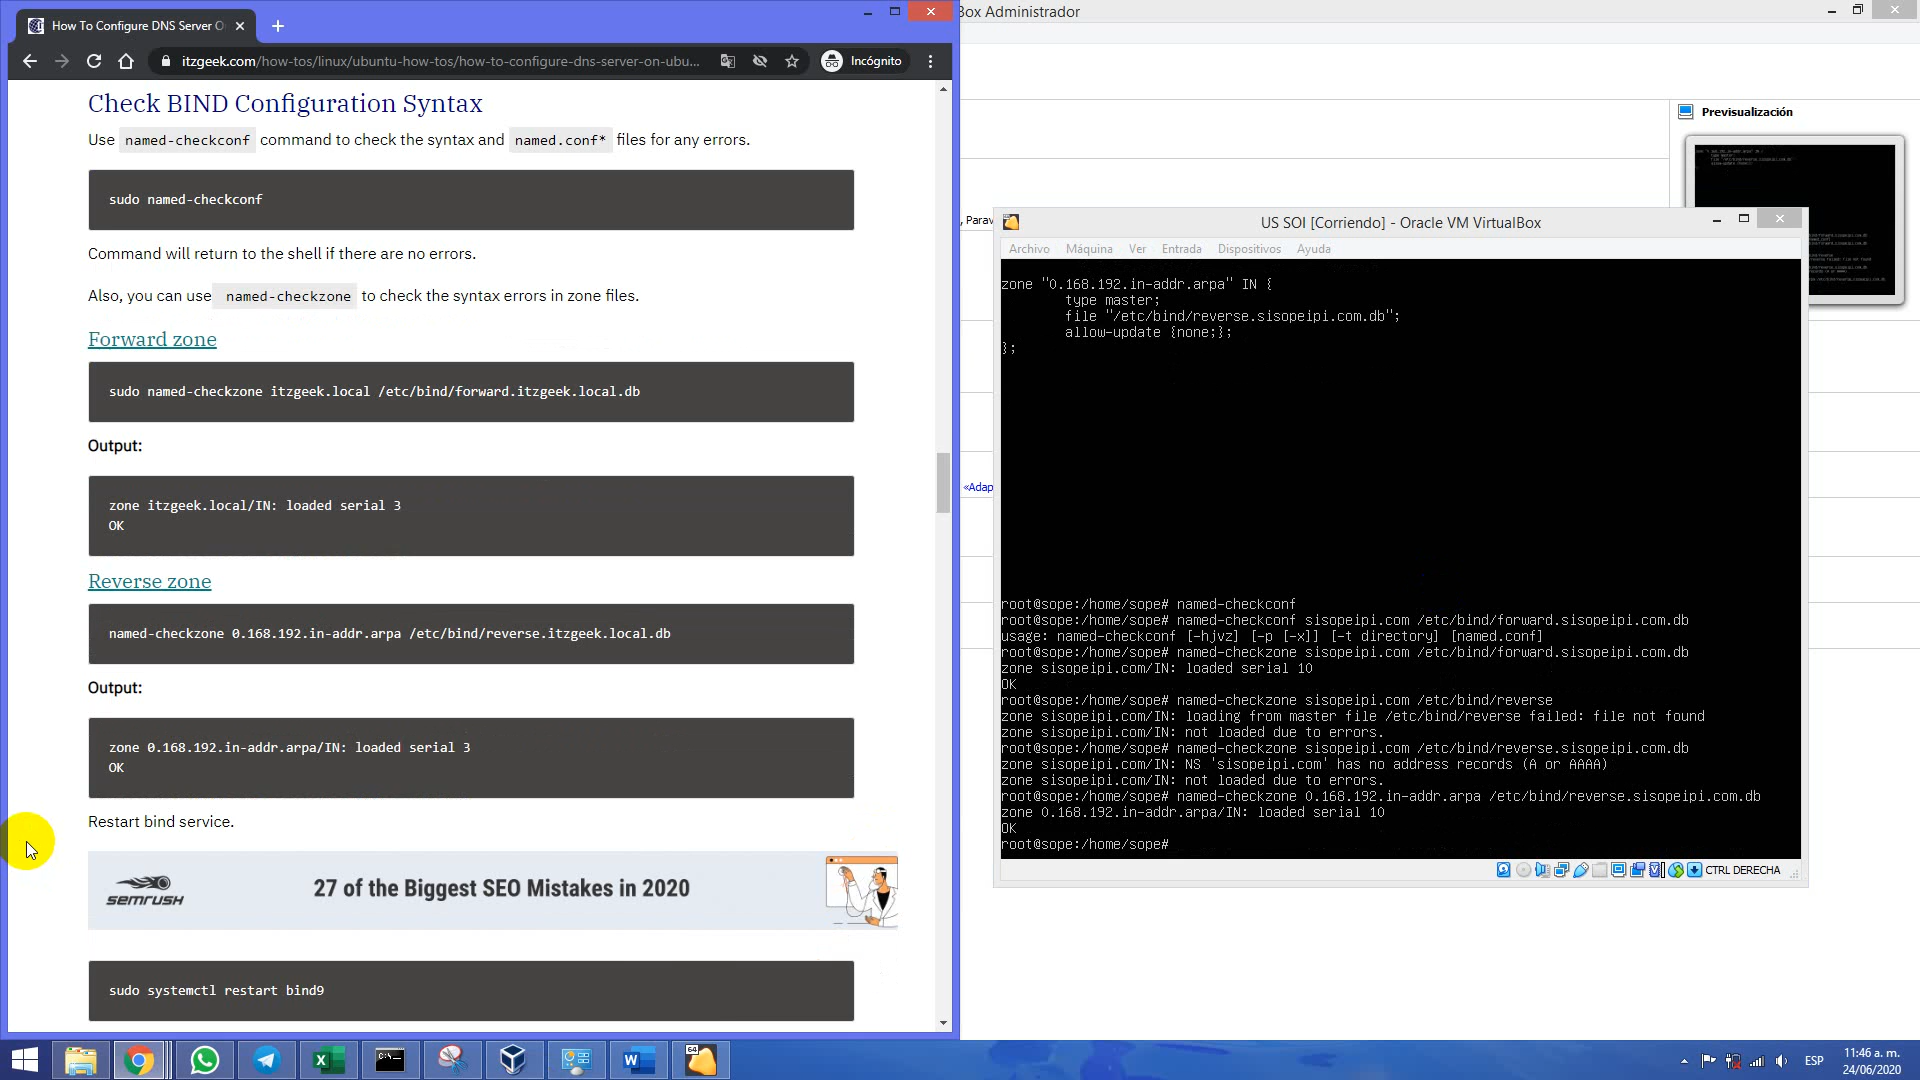 How To Configure DNS Server O
itzgeek.com/how-tos/linux/ubuntu-how-tos/how-to-configure-dns-server-on-ubu...
Incógnito
Check BIND Configuration Syntax
Use named-checkconf command to check the syntax and named.conf* files for any errors.
sudo named-checkconf
Command will return to the shell if there are no errors.
Also, you can use named-checkzone to check the syntax errors in zone files.
Forward zone
sudo named-checkzone itzgeek.local /etc/bind/forward.itzgeek.local.db
Output:
zone itzgeek.local/IN: loaded serial 3
OK
Reverse zone
named-checkzone 0.168.192.in-addr.arpa /etc/bind/reverse.itzgeek.local.db
Output:
zone 0.168.192.in-addr.arpa/IN: loaded serial 3
OK
Restart bind service.
SEMRUSH
27 of the Biggest SEO Mistakes in 2020
sudo systemctl restart bind9
Box Administrador
Previsualización
, Parav
«Adap
US SOI [Corriendo] - Oracle VM VirtualBox
Archivo Máquina Ver Entrada Dispositivos Ayuda
zone "0.168.192.in-addr.arpa" IN {
type master;
file "/etc/bind/reverse.sisopeipi.com.db";
allow-update {none;};
};
root@sope:/home/sope# named-checkconf
root@sope:/home/sope# named-checkconf sisopeipi.com /etc/bind/forward.sisopeipi.com.db
usage: named-checkconf [-hjvz] [-p [-x]] [-t directory] [named.conf]
root@sope:/home/sope# named-checkzone sisopeipi.com /etc/bind/forward.sisopeipi.com.db
zone sisopeipi.com/IN: loaded serial 10
OK
root@sope:/home/sope# named-checkzone sisopeipi.com /etc/bind/reverse
zone sisopeipi.com/IN: loading from master file /etc/bind/reverse failed: file not found
zone sisopeipi.com/IN: not loaded due to errors.
root@sope:/home/sope# named-checkzone sisopeipi.com /etc/bind/reverse.sisopeipi.com.db
zone sisopeipi.com/IN: NS 'sisopeipi.com' has no address records (A or AAAA)
zone sisopeipi.com/IN: not loaded due to errors.
root@sope:/home/sope# named-checkzone 0.168.192.in-addr.arpa /etc/bind/reverse.sisopeipi.com.db
zone 0.168.192.in-addr.arpa/IN: loaded serial 10
OK
root@sope:/home/sope#
CTRL DERECHA
64
ESP
11:46 a. m.
24/06/2020